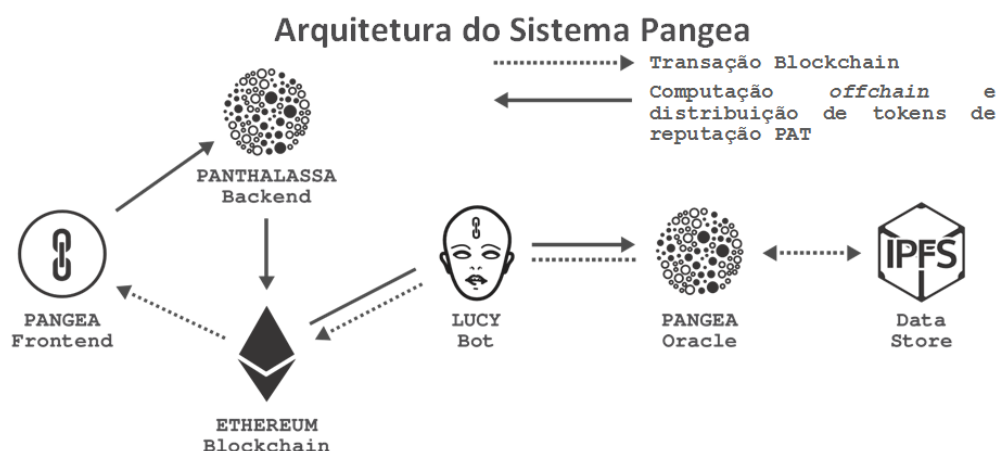 Arquitetura do Sistema Pangea
Transação Blockchain
Computação offchain e
distribuição de tokens de
reputação PAT
PANTHALASSA
Backend
PANGEA
Frontend
ETHEREUM
Blockchain
LUCY
Bot
PANGEA
Oracle
IPFS
Data
Store